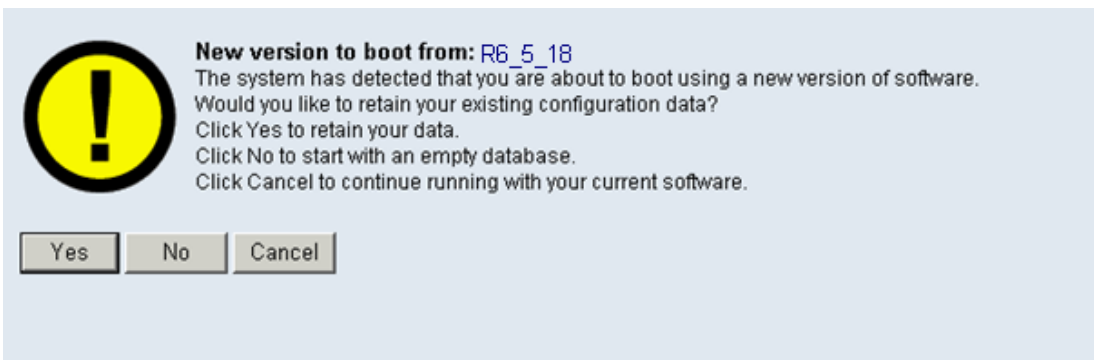 New version to boot from: R6_5_18
The system has detected that you are about to boot using a new version of software.
Would you like to retain your existing configuration data?
Click Yes to retain your data.
Click No to start with an empty database.
Click Cancel to continue running with your current software.
Yes No Cancel